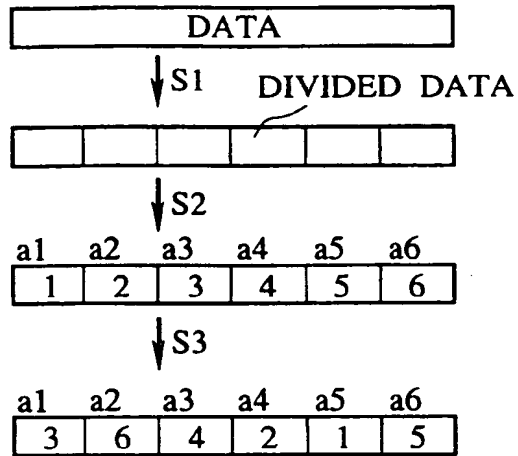 DATA
S1
DIVIDED DATA
S2
a1 a2 a3 a4 a5 a6
1 2 3 4 5 6
S3
a1 a2 a3 a4 a5 a6
3 6 4 2 1 5